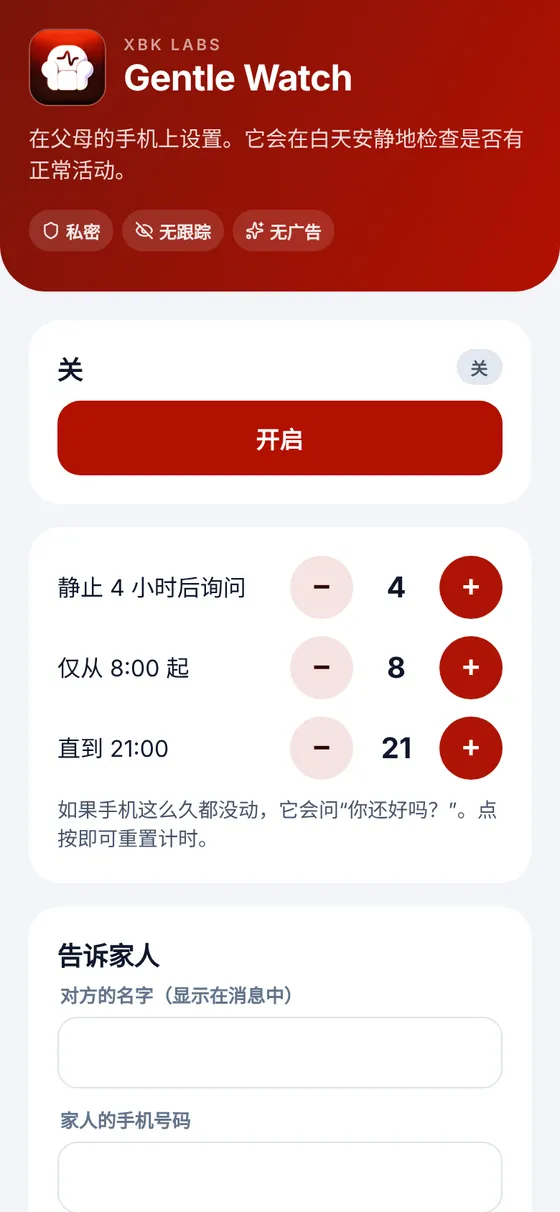 XBK LABS
Gentle Watch
在父母的手机上设置。它会在白天安静地检查是否有
正常活动。
私密 无跟踪 无广告
关 关
开启
静止 4 小时后询问 − 4 +
仅从 8:00 起 − 8 +
直到 21:00 − 21 +
如果手机这么久都没动，它会问“你还好吗？”。点
按即可重置计时。
告诉家人
对方的名字（显示在消息中）
家人的手机号码